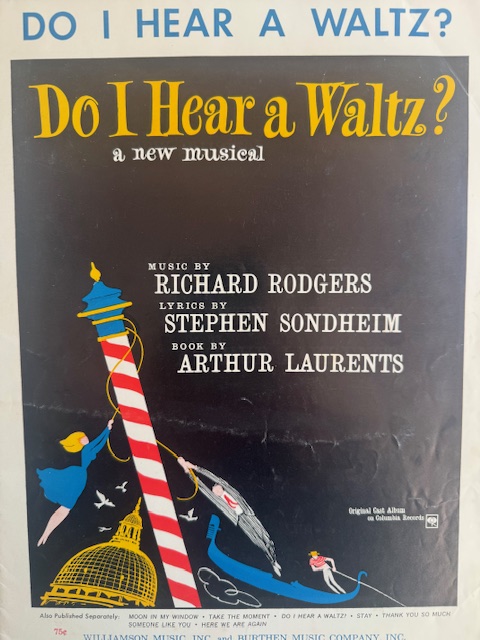 DO I HEAR A WALTZ?
Do I Hear a Waltz?
a new musical
MUSIC BY
RICHARD RODGERS
LYRICS BY
STEPHEN SONDHEIM
BOOK BY
ARTHUR LAURENTS
Original Cast Album
on Columbia Records
Also Published Separately: MOON IN MY WINDOW • TAKE THE MOMENT • DO I HEAR A WALTZ? • STAY • THANK YOU SO MUCH
SOMEONE LIKE YOU • HERE WE ARE AGAIN
75¢
WILLIAMSON MUSIC, INC. and BURTHEN MUSIC COMPANY, INC.